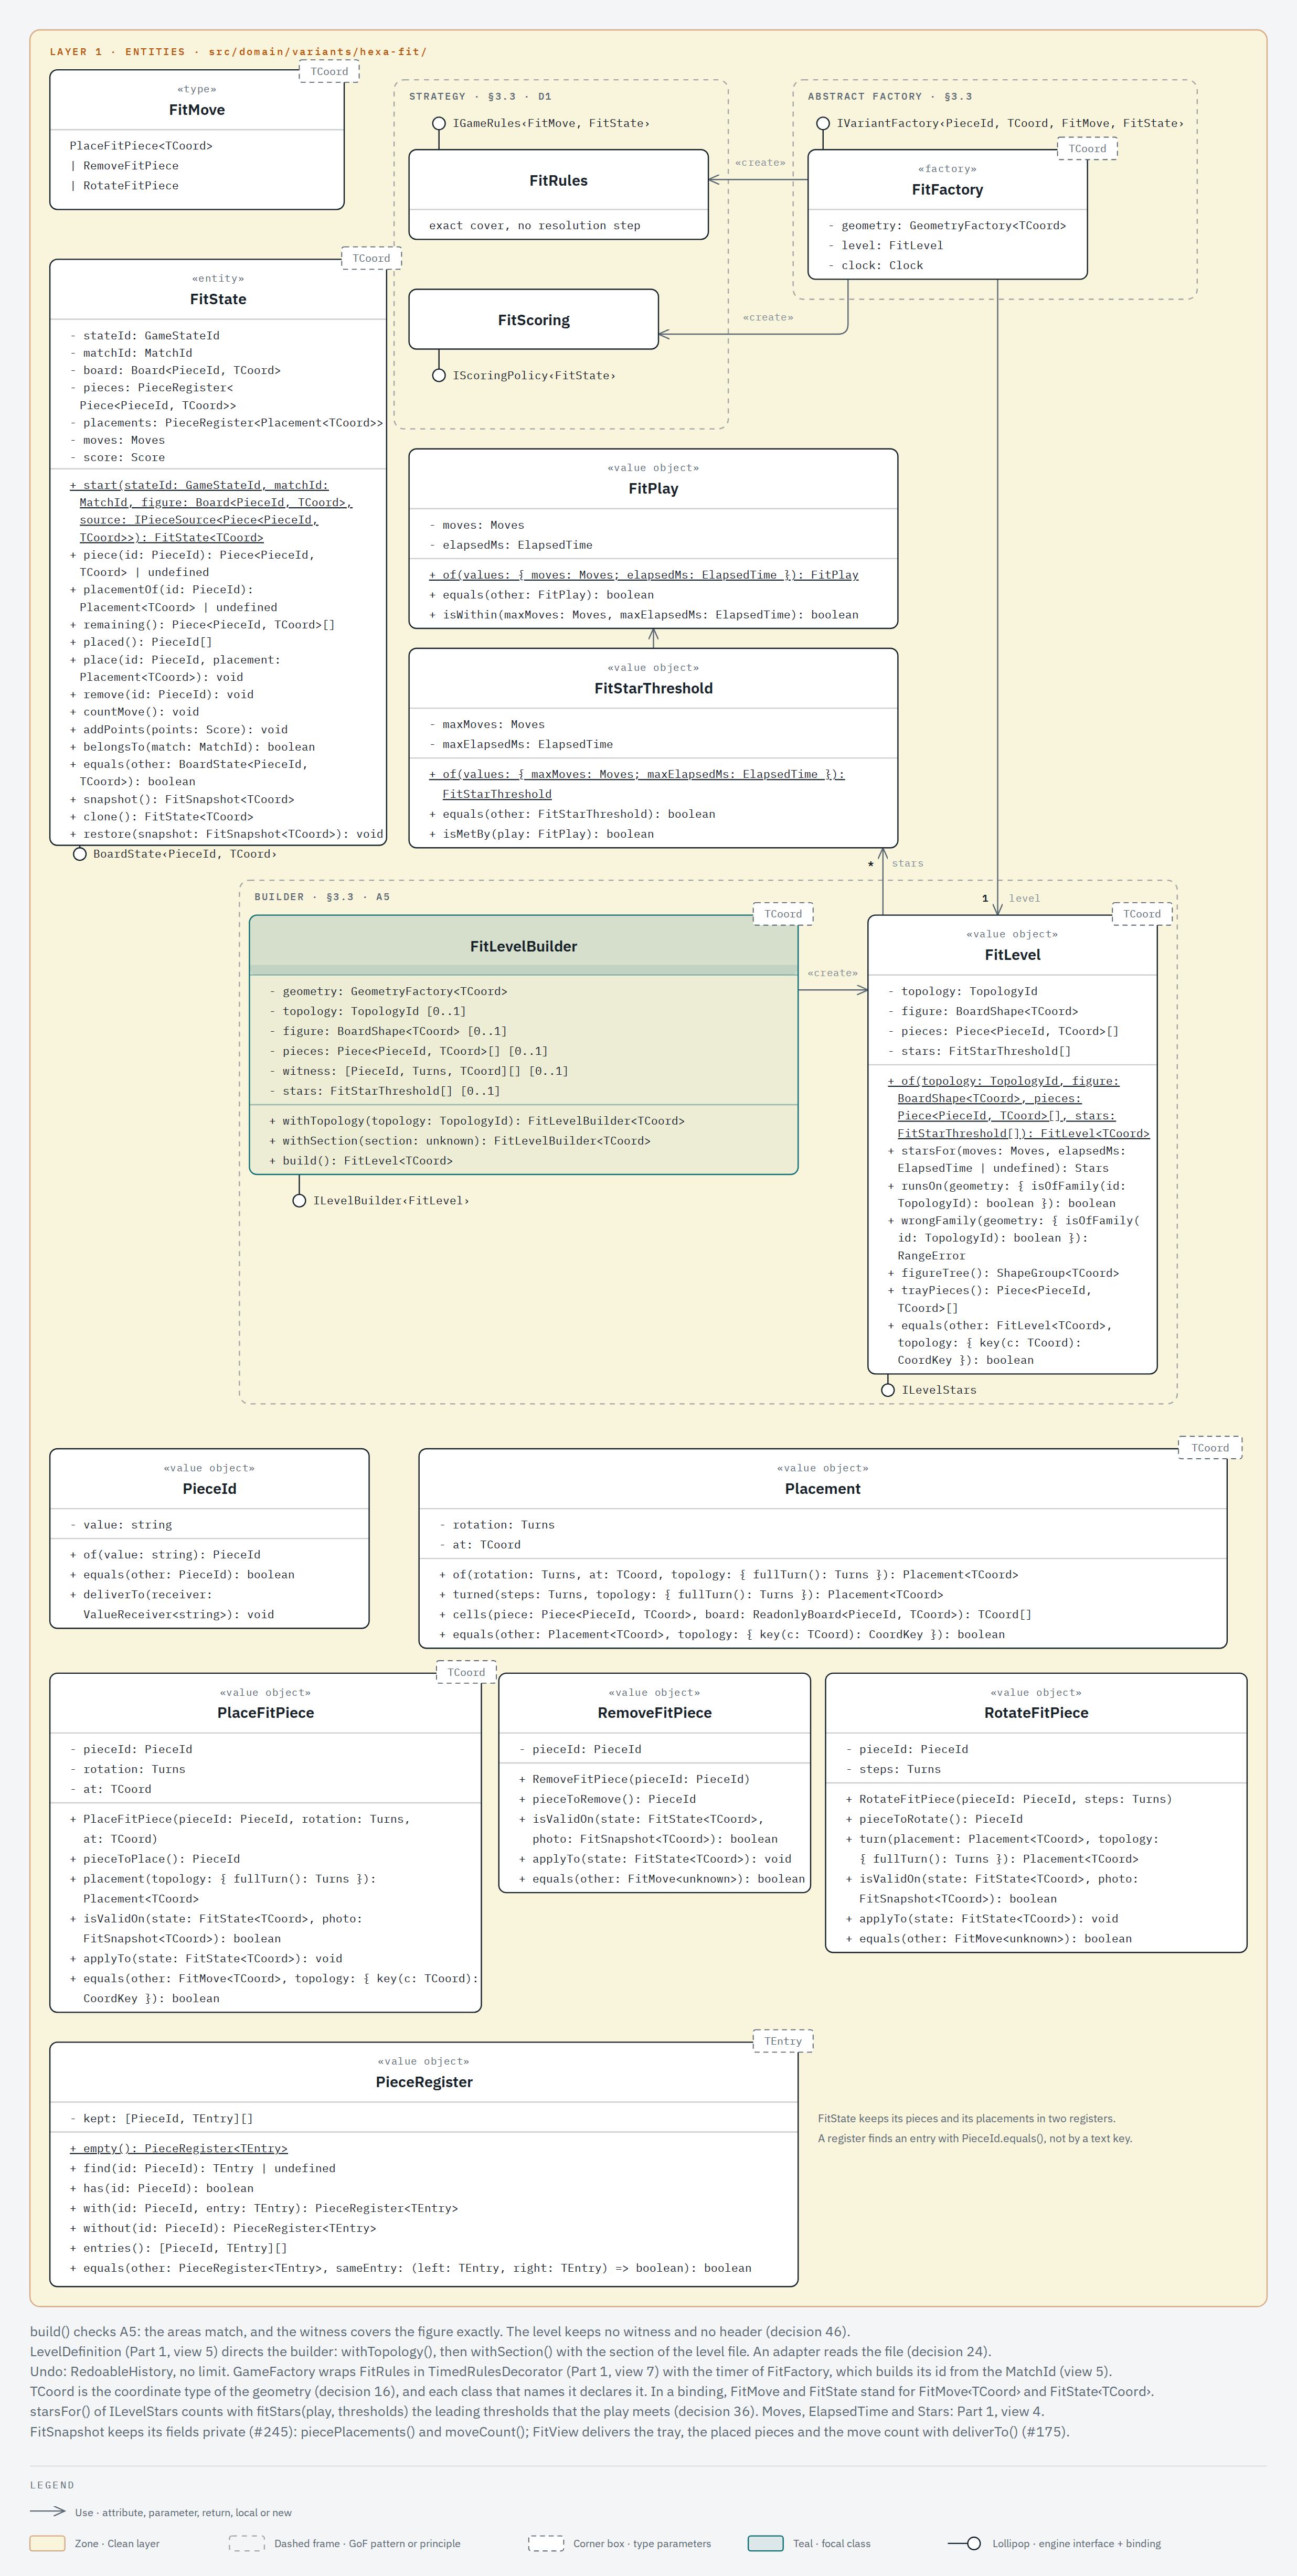 LAYER 1 · ENTITIES · src/domain/variants/hexa-fit/
TCoord
«type»
FitMove
PlaceFitPiece<TCoord>
| RemoveFitPiece
| RotateFitPiece
STRATEGY · §3.3 · D1
IGameRules‹FitMove, FitState›
FitRules
exact cover, no resolution step
«create»
ABSTRACT FACTORY · §3.3
IVariantFactory‹PieceId, TCoord, FitMove, FitState›
TCoord
«factory»
FitFactory
- geometry: GeometryFactory<TCoord>
- level: FitLevel
- clock: Clock
FitScoring
«create»
IScoringPolicy‹FitState›
TCoord
«entity»
FitState
- stateId: GameStateId
- matchId: MatchId
- board: Board<PieceId, TCoord>
- pieces: PieceRegister<
Piece<PieceId, TCoord>>
- placements: PieceRegister<Placement<TCoord>>
- moves: Moves
- score: Score
+ start(stateId: GameStateId, matchId:
MatchId, figure: Board<PieceId, TCoord>,
source: IPieceSource<Piece<PieceId,
TCoord>>): FitState<TCoord>
+ piece(id: PieceId): Piece<PieceId,
TCoord> | undefined
+ placementOf(id: PieceId):
Placement<TCoord> | undefined
+ remaining(): Piece<PieceId, TCoord>[]
+ placed(): PieceId[]
+ place(id: PieceId, placement:
Placement<TCoord>): void
+ remove(id: PieceId): void
+ countMove(): void
+ addPoints(points: Score): void
+ belongsTo(match: MatchId): boolean
+ equals(other: BoardState<PieceId,
TCoord>): boolean
+ snapshot(): FitSnapshot<TCoord>
+ clone(): FitState<TCoord>
+ restore(snapshot: FitSnapshot<TCoord>): void
BoardState‹PieceId, TCoord›
«value object»
FitPlay
- moves: Moves
- elapsedMs: ElapsedTime
+ of(values: { moves: Moves; elapsedMs: ElapsedTime }): FitPlay
+ equals(other: FitPlay): boolean
+ isWithin(maxMoves: Moves, maxElapsedMs: ElapsedTime): boolean
«value object»
FitStarThreshold
- maxMoves: Moves
- maxElapsedMs: ElapsedTime
+ of(values: { maxMoves: Moves; maxElapsedMs: ElapsedTime }):
FitStarThreshold
+ equals(other: FitStarThreshold): boolean
+ isMetBy(play: FitPlay): boolean
* stars
1 level
BUILDER · §3.3 · A5
TCoord
FitLevelBuilder
- geometry: GeometryFactory<TCoord>
- topology: TopologyId [0..1]
- figure: BoardShape<TCoord> [0..1]
- pieces: Piece<PieceId, TCoord>[] [0..1]
- witness: [PieceId, Turns, TCoord][] [0..1]
- stars: FitStarThreshold[] [0..1]
+ withTopology(topology: TopologyId): FitLevelBuilder<TCoord>
+ withSection(section: unknown): FitLevelBuilder<TCoord>
+ build(): FitLevel<TCoord>
ILevelBuilder‹FitLevel›
«create»
TCoord
«value object»
FitLevel
- topology: TopologyId
- figure: BoardShape<TCoord>
- pieces: Piece<PieceId, TCoord>[]
- stars: FitStarThreshold[]
+ of(topology: TopologyId, figure:
BoardShape<TCoord>, pieces:
Piece<PieceId, TCoord>[], stars:
FitStarThreshold[]): FitLevel<TCoord>
+ starsFor(moves: Moves, elapsedMs:
ElapsedTime | undefined): Stars
+ runsOn(geometry: { isOfFamily(id:
TopologyId): boolean }): boolean
+ wrongFamily(geometry: { isOfFamily(
id: TopologyId): boolean }):
RangeError
+ figureTree(): ShapeGroup<TCoord>
+ trayPieces(): Piece<PieceId,
TCoord>[]
+ equals(other: FitLevel<TCoord>,
topology: { key(c: TCoord):
CoordKey }): boolean
ILevelStars
«value object»
PieceId
- value: string
+ of(value: string): PieceId
+ equals(other: PieceId): boolean
+ deliverTo(receiver:
ValueReceiver<string>): void
TCoord
«value object»
Placement
- rotation: Turns
- at: TCoord
+ of(rotation: Turns, at: TCoord, topology: { fullTurn(): Turns }): Placement<TCoord>
+ turned(steps: Turns, topology: { fullTurn(): Turns }): Placement<TCoord>
+ cells(piece: Piece<PieceId, TCoord>, board: ReadonlyBoard<PieceId, TCoord>): TCoord[]
+ equals(other: Placement<TCoord>, topology: { key(c: TCoord): CoordKey }): boolean
TCoord
«value object»
PlaceFitPiece
- pieceId: PieceId
- rotation: Turns
- at: TCoord
+ PlaceFitPiece(pieceId: PieceId, rotation: Turns,
at: TCoord)
+ pieceToPlace(): PieceId
+ placement(topology: { fullTurn(): Turns }):
Placement<TCoord>
+ isValidOn(state: FitState<TCoord>, photo:
FitSnapshot<TCoord>): boolean
+ applyTo(state: FitState<TCoord>): void
+ equals(other: FitMove<TCoord>, topology: { key(c: TCoord):
CoordKey }): boolean
«value object»
RemoveFitPiece
- pieceId: PieceId
+ RemoveFitPiece(pieceId: PieceId)
+ pieceToRemove(): PieceId
+ isValidOn(state: FitState<TCoord>,
photo: FitSnapshot<TCoord>): boolean
+ applyTo(state: FitState<TCoord>): void
+ equals(other: FitMove<unknown>): boolean
«value object»
RotateFitPiece
- pieceId: PieceId
- steps: Turns
+ RotateFitPiece(pieceId: PieceId, steps: Turns)
+ pieceToRotate(): PieceId
+ turn(placement: Placement<TCoord>, topology:
{ fullTurn(): Turns }): Placement<TCoord>
+ isValidOn(state: FitState<TCoord>, photo:
FitSnapshot<TCoord>): boolean
+ applyTo(state: FitState<TCoord>): void
+ equals(other: FitMove<unknown>): boolean
TEntry
«value object»
PieceRegister
- kept: [PieceId, TEntry][]
+ empty(): PieceRegister<TEntry>
+ find(id: PieceId): TEntry | undefined
+ has(id: PieceId): boolean
+ with(id: PieceId, entry: TEntry): PieceRegister<TEntry>
+ without(id: PieceId): PieceRegister<TEntry>
+ entries(): [PieceId, TEntry][]
+ equals(other: PieceRegister<TEntry>, sameEntry: (left: TEntry, right: TEntry) => boolean): boolean
FitState keeps its pieces and its placements in two registers.
A register finds an entry with PieceId.equals(), not by a text key.
build() checks A5: the areas match, and the witness covers the figure exactly. The level keeps no witness and no header (decision 46).
LevelDefinition (Part 1, view 5) directs the builder: withTopology(), then withSection() with the section of the level file. An adapter reads the file (decision 24).
Undo: RedoableHistory, no limit. GameFactory wraps FitRules in TimedRulesDecorator (Part 1, view 7) with the timer of FitFactory, which builds its id from the MatchId (view 5).
TCoord is the coordinate type of the geometry (decision 16), and each class that names it declares it. In a binding, FitMove and FitState stand for FitMove‹TCoord› and FitState‹TCoord›.
starsFor() of ILevelStars counts with fitStars(play, thresholds) the leading thresholds that the play meets (decision 36). Moves, ElapsedTime and Stars: Part 1, view 4.
FitSnapshot keeps its fields private (#245): piecePlacements() and moveCount(); FitView delivers the tray, the placed pieces and the move count with deliverTo() (#175).
LEGEND
Use · attribute, parameter, return, local or new
Zone · Clean layer
Dashed frame · GoF pattern or principle
Corner box · type parameters
Teal · focal class
Lollipop · engine interface + binding